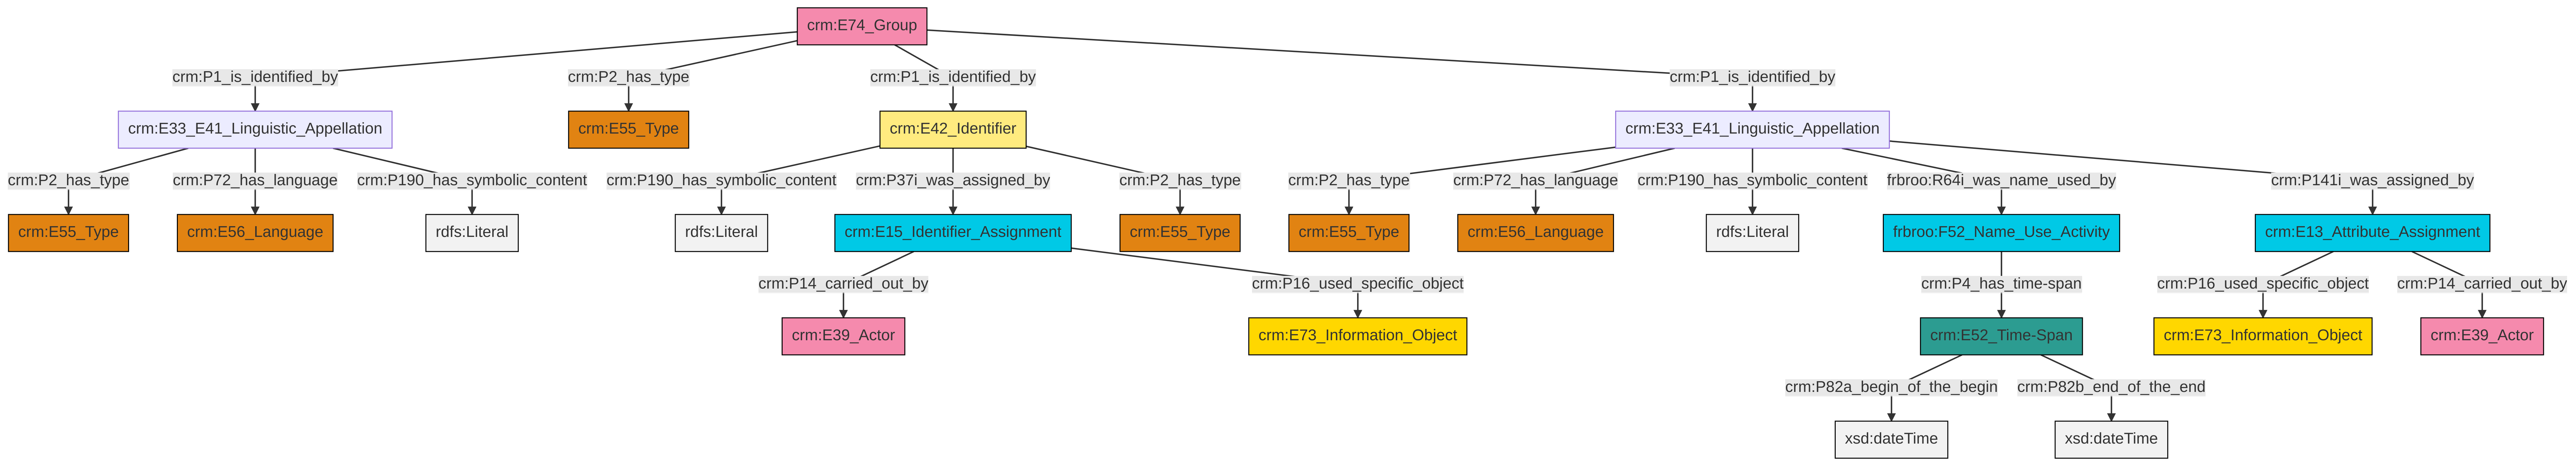 crm:E74_Group
crm:P1_is_identified_by
crm:P2_has_type
crm:P1_is_identified_by
crm:P1_is_identified_by
crm:E33_E41_Linguistic_Appellation
crm:E55_Type
crm:E42_Identifier
crm:E33_E41_Linguistic_Appellation
crm:P2_has_type
crm:P72_has_language
crm:P190_has_symbolic_content
crm:P190_has_symbolic_content
crm:P37i_was_assigned_by
crm:P2_has_type
crm:P2_has_type
crm:P72_has_language
crm:P190_has_symbolic_content
frbroo:R64i_was_name_used_by
crm:P141i_was_assigned_by
crm:E55_Type
crm:E56_Language
rdfs:Literal
rdfs:Literal
crm:E15_Identifier_Assignment
crm:E55_Type
crm:E55_Type
crm:E56_Language
rdfs:Literal
frbroo:F52_Name_Use_Activity
crm:E13_Attribute_Assignment
crm:P14_carried_out_by
crm:P16_used_specific_object
crm:P4_has_time-span
crm:P16_used_specific_object
crm:P14_carried_out_by
crm:E39_Actor
crm:E73_Information_Object
crm:E52_Time-Span
crm:E73_Information_Object
crm:E39_Actor
crm:P82a_begin_of_the_begin
crm:P82b_end_of_the_end
xsd:dateTime
xsd:dateTime